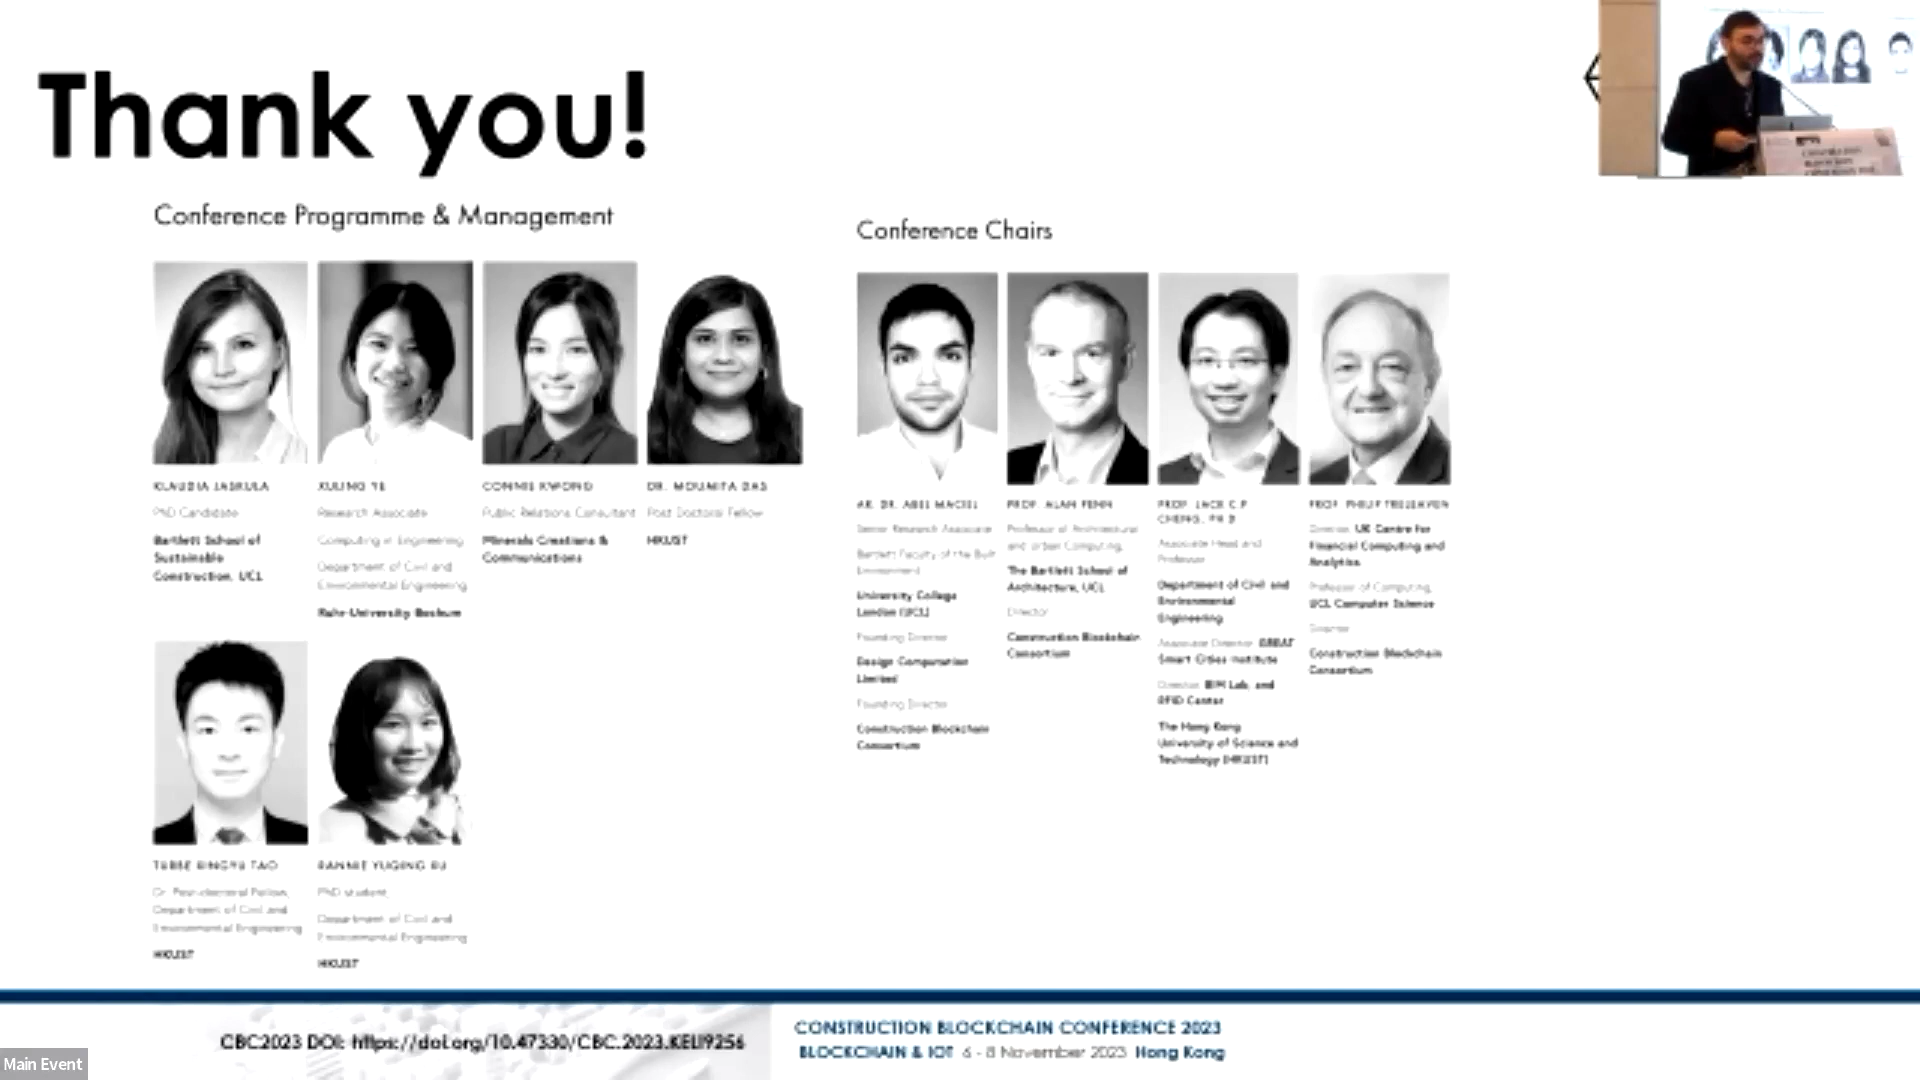 Thank you!
Conference Programme & Management
Conference Chairs
KLAUDIA JASKULA
PhD Candidate
Bartlett School of
Sustainable
Construction, UCL
XULING YE
Research Associate
Computing in Engineering
Department of Civil and
Environmental Engineering
Ruhr-University Bochum
CONNIE KWONG
Public Relations Consultant
Minerals Creations &
Communications
DR. MOUMITA DAS
Post Doctoral Fellow
HKUST
AR. DR. ABEL MACIEL
Senior Research Associate
Bartlett Faculty of the Built
Environment
University College
London (UCL)
Founding Director
Design Computation
Limited
Founding Director
Construction Blockchain
Consortium
PROF. ALAN PENN
Professor of Architectural
and Urban Computing,
The Bartlett School of
Architecture, UCL
Director
Construction Blockchain
Consortium
PROF. JACK C.P.
CHENG, PH.D
Associate Head and
Professor
Department of Civil and
Environmental
Engineering
Associate Director GREAT
Smart Cities Institute
Director BIM Lab, and
RFID Center
The Hong Kong
University of Science and
Technology (HKUST)
PROF. PHILIP TRELEAVEN
Director, UK Centre for
Financial Computing and
Analytics
Professor of Computing,
UCL Computer Science
Director
Construction Blockchain
Consortium
BINGYU TAO
Dr. Post-doctoral Fellow,
Department of Civil and
Environmental Engineering
HKUST
YUQING
PhD student,
Department of Civil and
Environmental Engineering
HKUST
CBC2023 DOI: https://doi.org/10.47330/CBC.2023.KELI9256
CONSTRUCTION BLOCKCHAIN CONFERENCE 2023
BLOCKCHAIN & IOT 6 - 8 November 2023 Hong Kong
Main Event